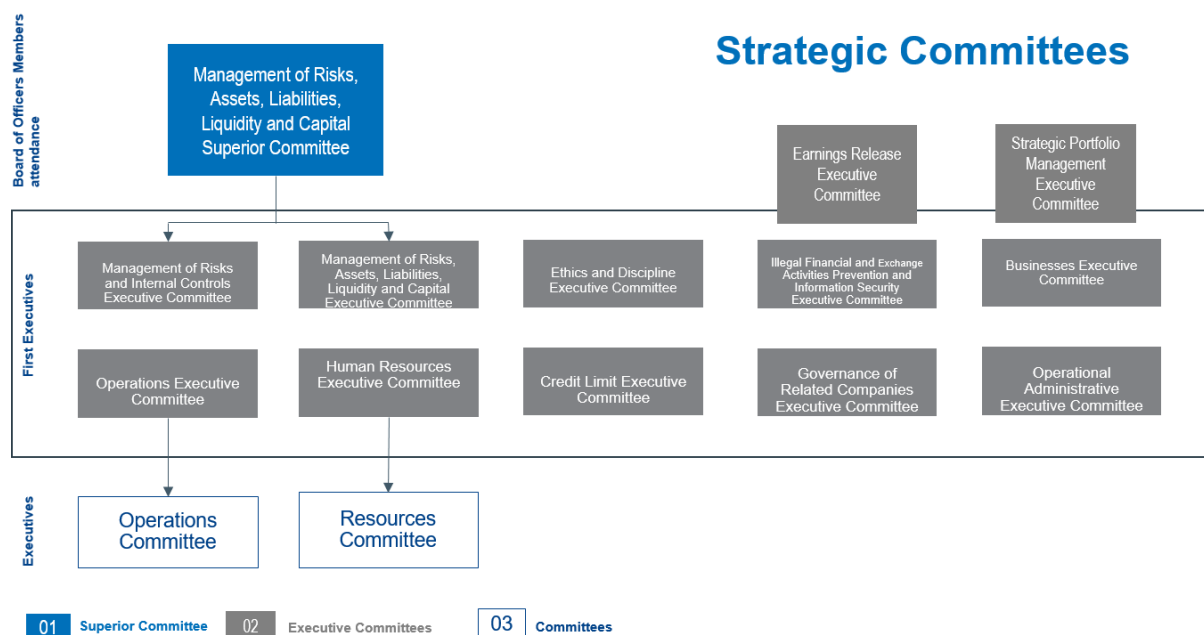 Strategic Committees
Board of Officers Members
attendance
Management of Risks,
Assets, Liabilities,
Liquidity and Capital
Superior Committee
Earnings Release
Executive
Committee
Strategic Portfolio
Management
Executive
Committee
First Executives
Management of Risks
and Internal Controls
Executive Committee
Management of Risks,
Assets, Liabilities,
Liquidity and Capital
Executive Committee
Ethics and Discipline
Executive Committee
Illegal Financial and Exchange
Activities Prevention and
Information Security
Executive Committee
Businesses Executive
Committee
Operations Executive
Committee
Human Resources
Executive Committee
Credit Limit Executive
Committee
Governance of
Related Companies
Executive Committee
Operational
Administrative
Executive Committee
Executives
Operations
Committee
Resources
Committee
01 Superior Committee
02 Executive Committees
03 Committees